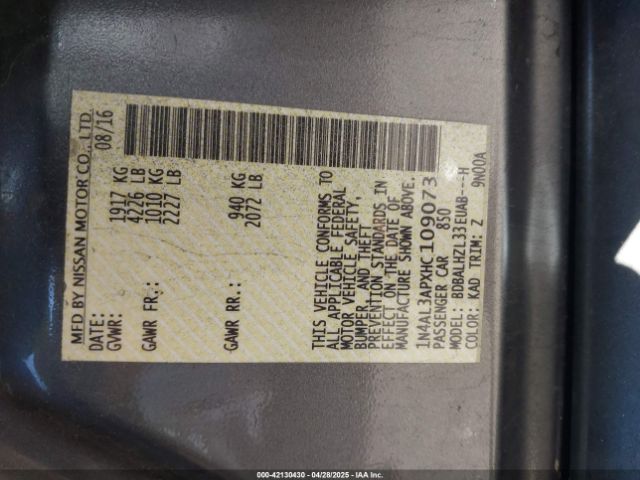 MFD BY NISSAN MOTOR CO., LTD.
DATE: 08/16
GVWR: 1917 KG
4226 LB
GAWR FR.: 1010 KG
2227 LB
GAWR RR.: 940 KG
2072 LB
THIS VEHICLE CONFORMS TO
ALL APPLICABLE FEDERAL
MOTOR VEHICLE SAFETY,
BUMPER, AND THEFT
PREVENTION STANDARDS IN
EFFECT ON THE DATE OF
MANUFACTURE SHOWN ABOVE.
1N4AL3APXHC109073
PASSENGER CAR 850
MODEL: BDBALHZL33EUAB---H
COLOR: KAD TRIM: Z 9N00A
000-42130430 - 04/28/2025 - IAA Inc.